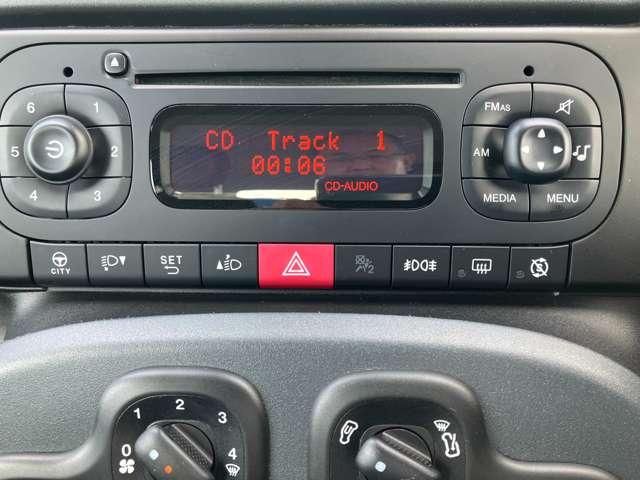 6 1
5 2
4 3
CD Track 1
00:06
CD-AUDIO
FMAS
AM
MEDIA MENU
CITY
SET
2
0 1 2 3 4